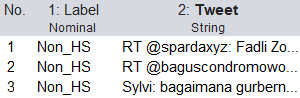 No. 1: Label 2: Tweet
Nominal String
1 Non_HS RT @spardaxyz: Fadli Zo...
2 Non_HS RT @baguscondromowo...
3 Non_HS Sylvi: bagaimana gurbern...